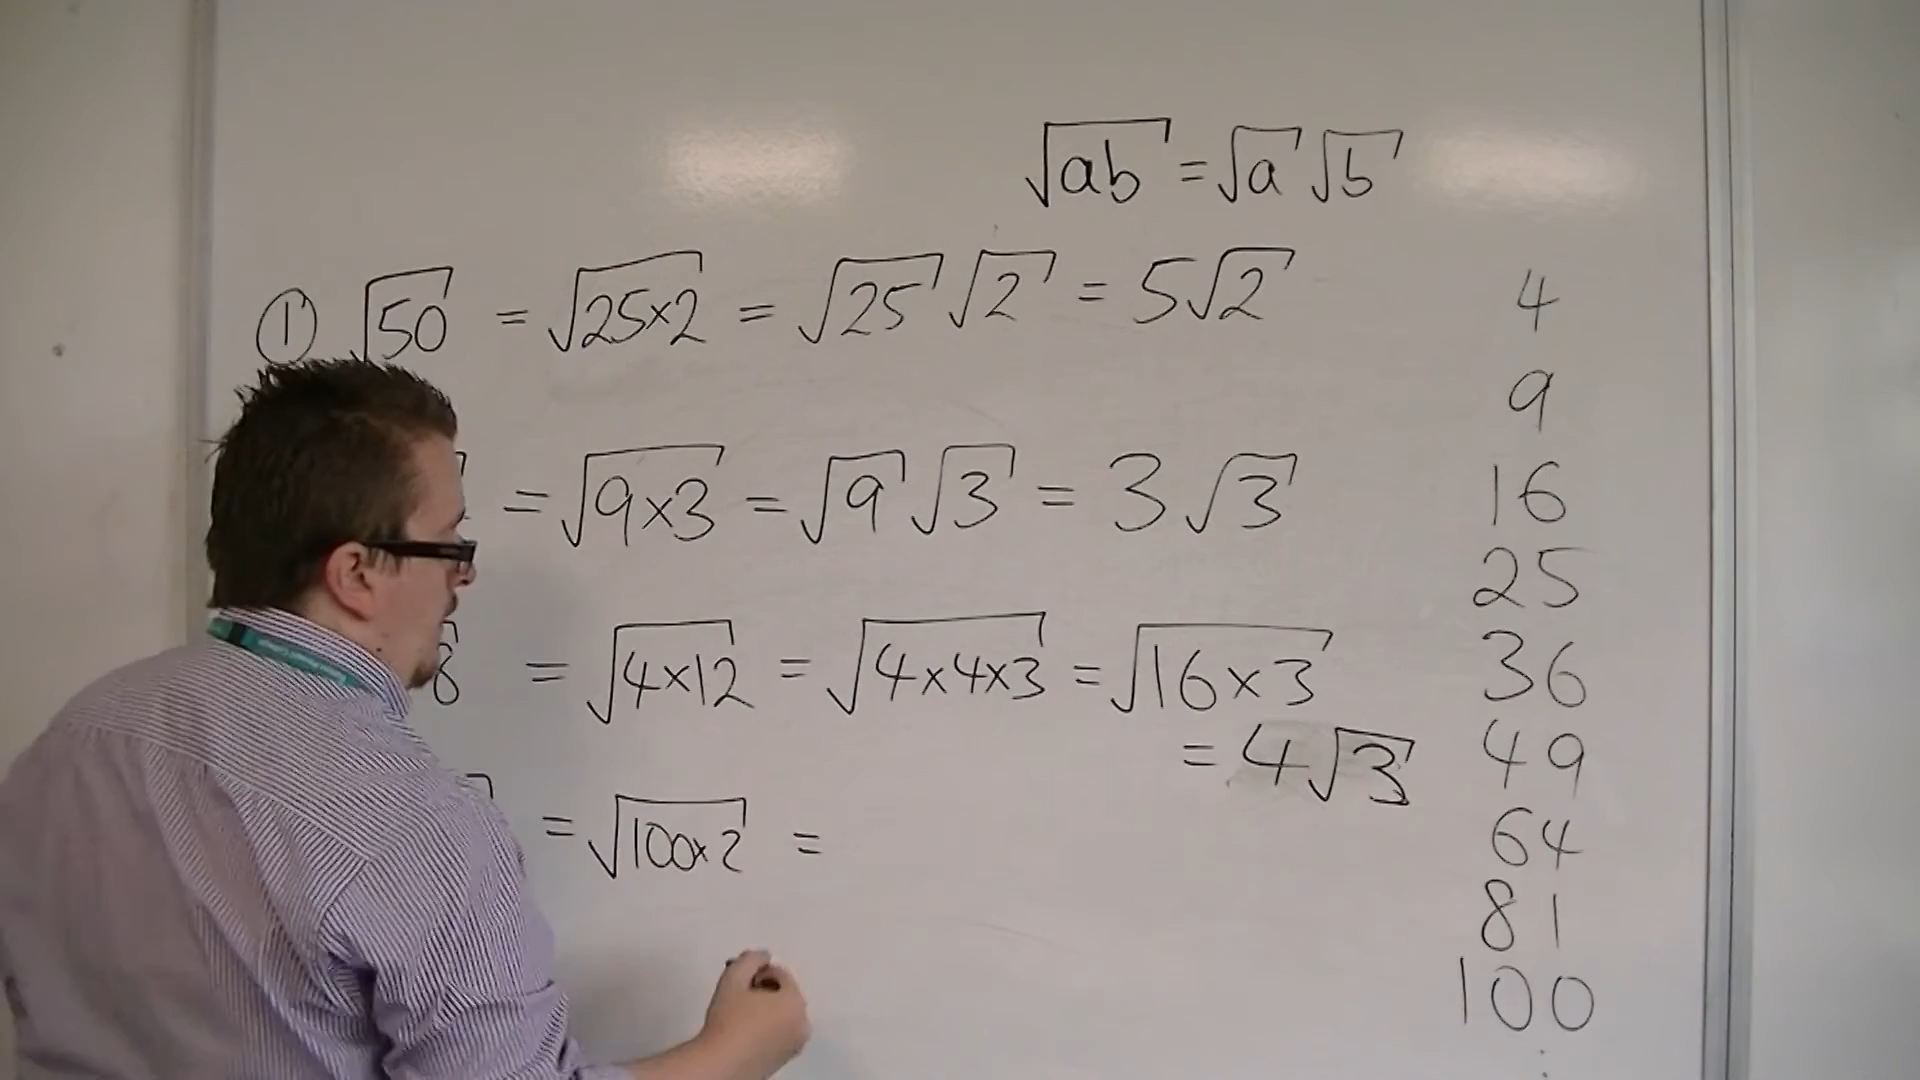 √ab = √a √b
① √50 = √25×2 = √25 √2 = 5√2
= √9×3 = √9 √3 = 3√3
8 = √4×12 = √4×4×3 = √16×3
= 4√3
= √100×2 =
4
9
16
25
36
49
64
81
100